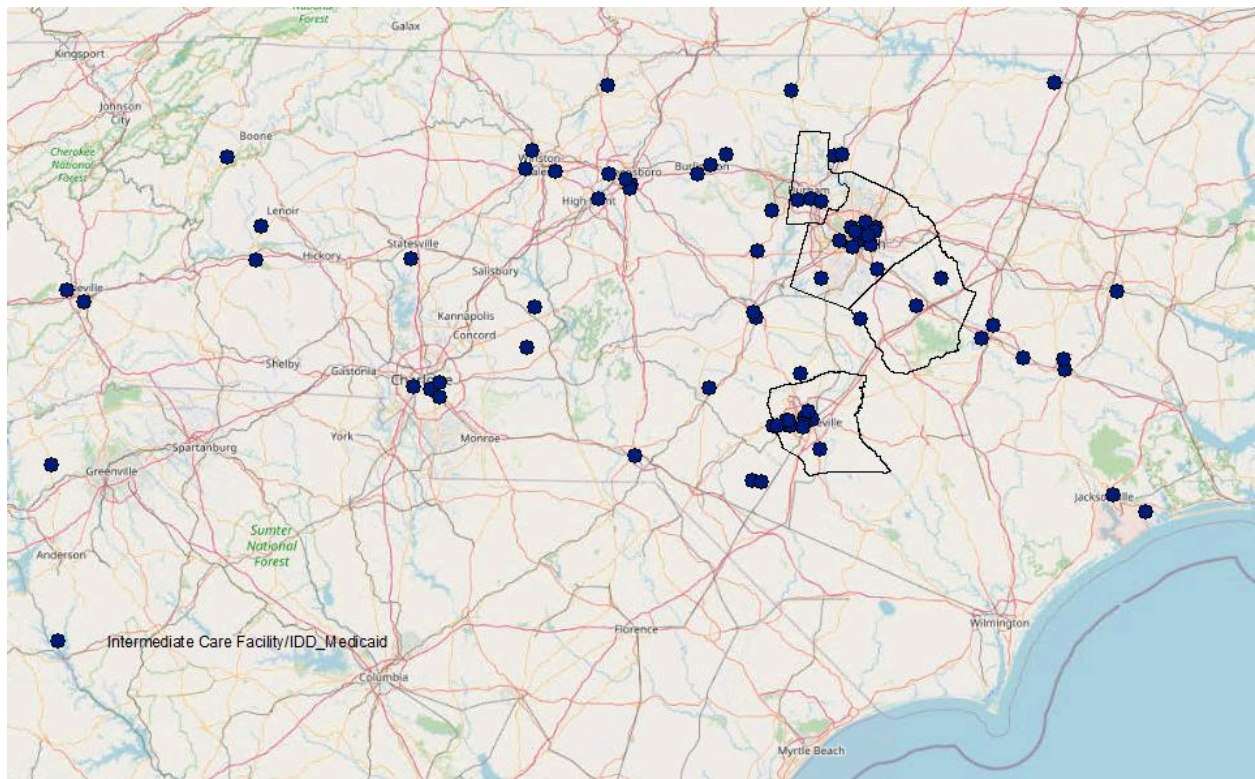 National
Forest
Galax
Kingsport
Johnson
City
Boone
Cherokee
National
Forest
Winston
Burlington
Durham
High Point
Lenoir
Statesville
Hickory
Salisbury
Kannapolis
Concord
Shelby
Gastonia
Charlotte
Spartanburg
York
Monroe
Greenville
Jacksonville
Sumter
National
Forest
Anderson
Intermediate Care Facility/IDD_Medicaid
Florence
Wilmington
Columbia
Myrtle Beach